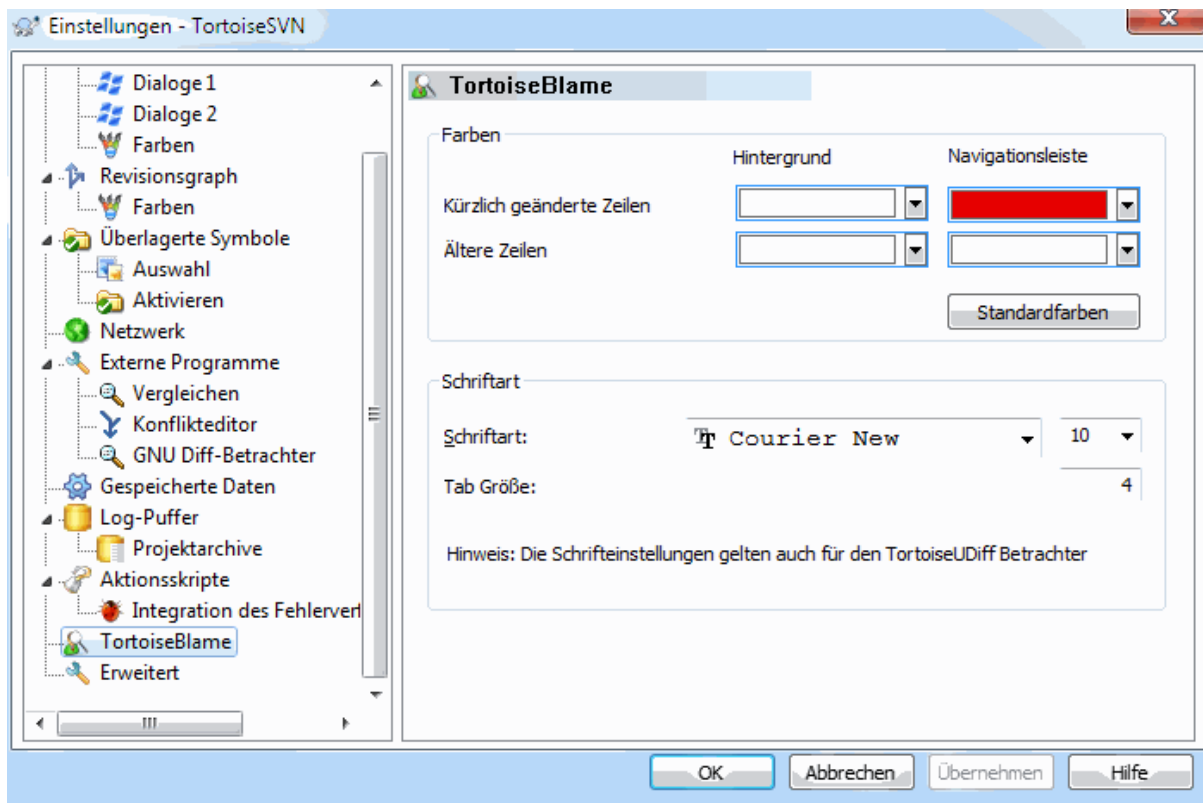 Einstellungen - TortoiseSVN
Dialoge 1
Dialoge 2
Farben
Revisionsgraph
Farben
Überlagerte Symbole
Auswahl
Aktivieren
Netzwerk
Externe Programme
Vergleichen
Konflikteditor
GNU Diff-Betrachter
Gespeicherte Daten
Log-Puffer
Projektarchive
Aktionsskripte
Integration des Fehlerverf
TortoiseBlame
Erweitert
TortoiseBlame
Farben
Hintergrund Navigationsleiste
Kürzlich geänderte Zeilen
Ältere Zeilen
Standardfarben
Schriftart
Schriftart: Courier New 10
Tab Größe: 4
Hinweis: Die Schrifteinstellungen gelten auch für den TortoiseUDiff Betrachter
OK Abbrechen Übernehmen Hilfe